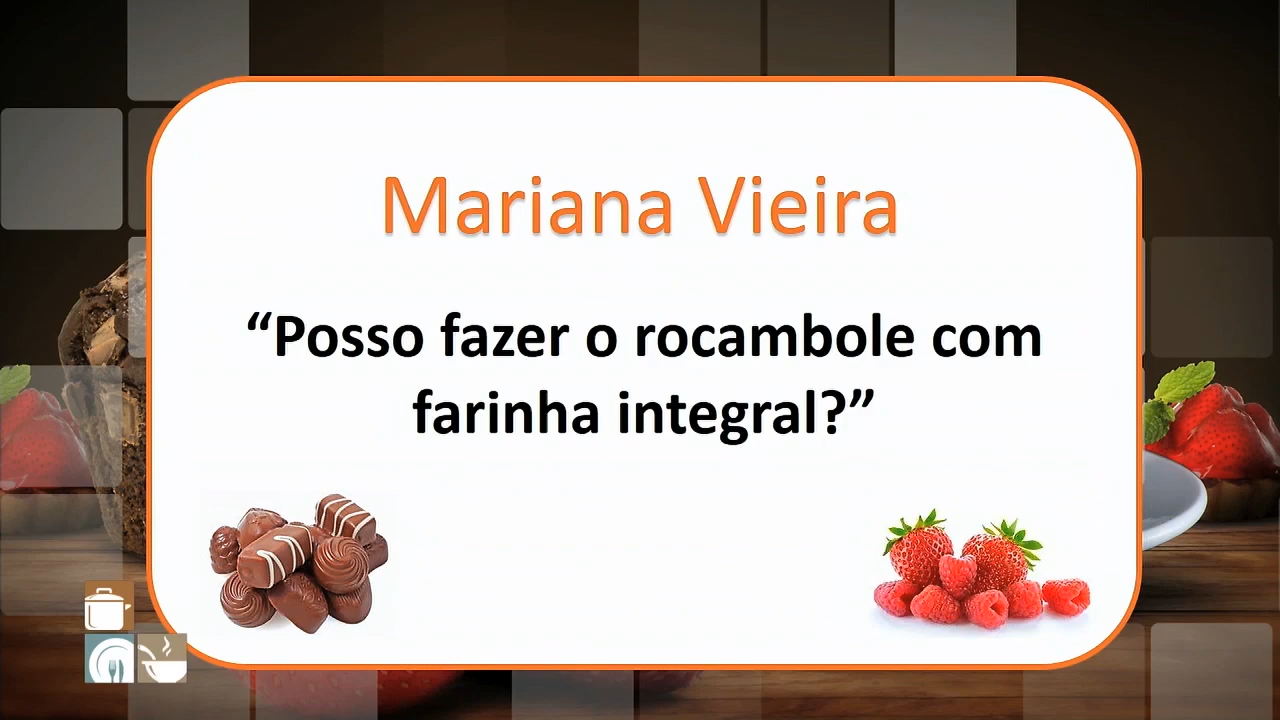 Mariana Vieira
“Posso fazer o rocambole com
farinha integral?”